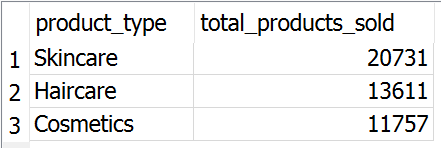 product_type total_products_sold
1 Skincare 20731
2 Haircare 13611
3 Cosmetics 11757